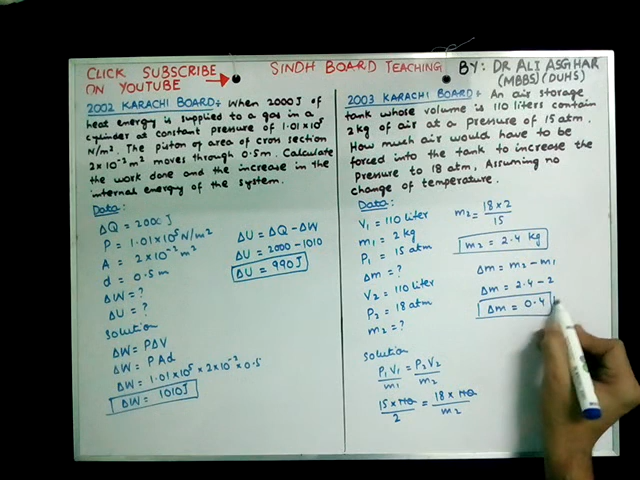 CLICK SUBSCRIBE
ON YOUTUBE →
SINDH BOARD TEACHING
BY: DR ALI ASGHAR
(MBBS) (DUHS)
2002 KARACHI BOARD:- When 2000J of
heat energy is supplied to a gas in a
cylinder at constant pressure of 1.01×10⁵
N/m². The piston of area of cross section
2×10⁻² m² moves through 0.5m. Calculate
the work done and the increase in the
internal energy of the system.
Data:
ΔQ = 2000 J
P = 1.01×10⁵ N/m²
A = 2×10⁻² m²
d = 0.5m
ΔW = ?
ΔU = ?
Solution
ΔW = PΔV
ΔW = PAd
ΔW = 1.01×10⁵ × 2×10⁻² × 0.5
ΔW = 1010J
ΔU = ΔQ - ΔW
ΔU = 2000 - 1010
ΔU = 990J
2003 KARACHI BOARD:- An air storage
tank whose volume is 110 liters contain
2kg of air at a pressure of 15 atm.
How much air would have to be
forced into the tank to increase the
pressure to 18 atm, Assuming no
change of temperature.
Data:
V₁ = 110 liter
m₁ = 2 kg
P₁ = 15 atm
Δm = ?
V₂ = 110 liter
P₂ = 18 atm
m₂ = ?
Solution
P₁V₁/m₁ = P₂V₂/m₂
15 × 110/2 = 18 × 110/m₂
m₂ = 18 × 2/15
m₂ = 2.4 kg
Δm = m₂ - m₁
Δm = 2.4 - 2
Δm = 0.4